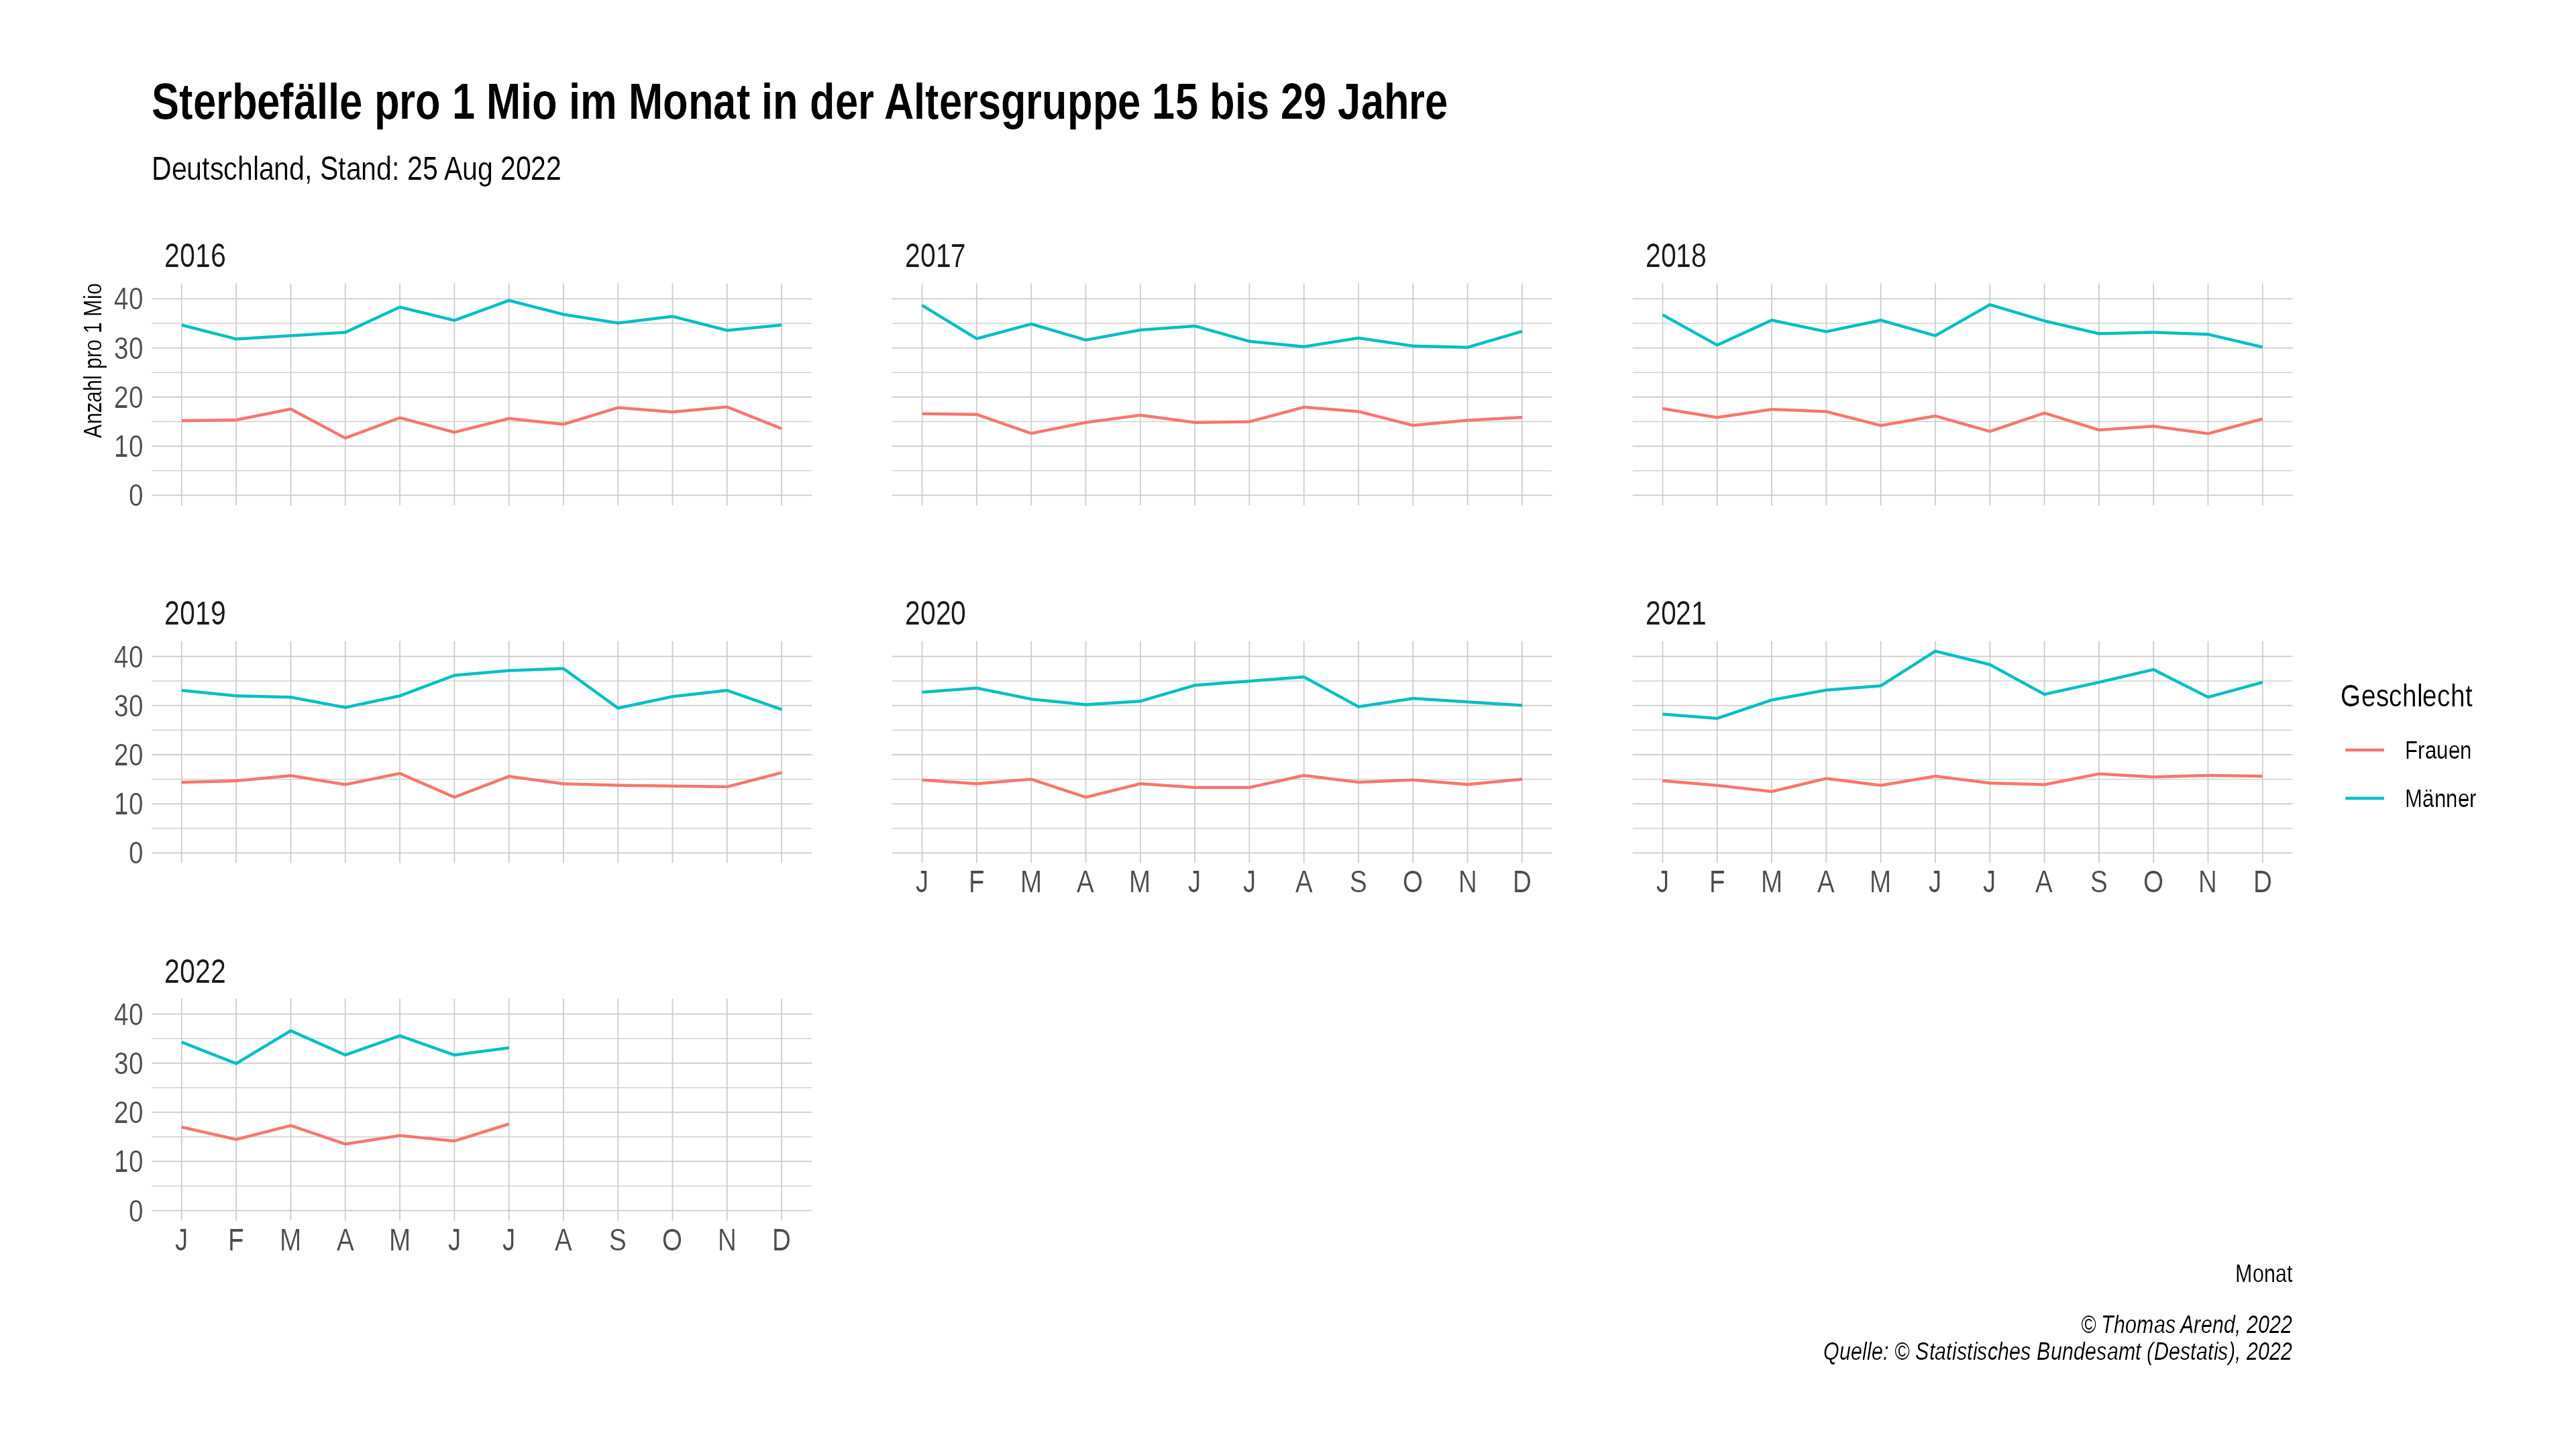 Sterbefälle pro 1 Mio im Monat in der Altersgruppe 15 bis 29 Jahre
Deutschland, Stand: 25 Aug 2022
2016
2017
2018
Anzahl pro 1 Mio
40
30
20
10
0
2019
2020
2021
40
30
20
10
0
J F M A M J J A S O N D
J F M A M J J A S O N D
Geschlecht
Frauen
Männer
2022
40
30
20
10
0
J F M A M J J A S O N D
Monat
© Thomas Arend, 2022
Quelle: © Statistisches Bundesamt (Destatis), 2022